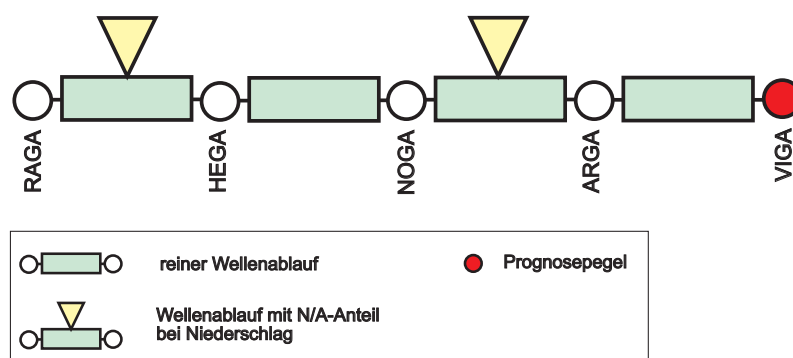 RAGA
HEGA
NOGA
ARGA
VIGA
reiner Wellenablauf
Prognosepegel
Wellenablauf mit N/A-Anteil
bei Niederschlag